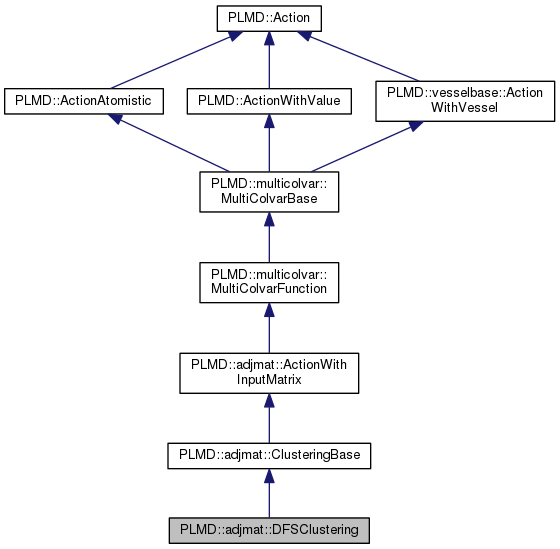 PLMD::Action
PLMD::ActionAtomistic
PLMD::ActionWithValue
PLMD::vesselbase::Action
WithVessel
PLMD::multicolvar::
MultiColvarBase
PLMD::multicolvar::
MultiColvarFunction
PLMD::adjmat::ActionWith
InputMatrix
PLMD::adjmat::ClusteringBase
PLMD::adjmat::DFSClustering